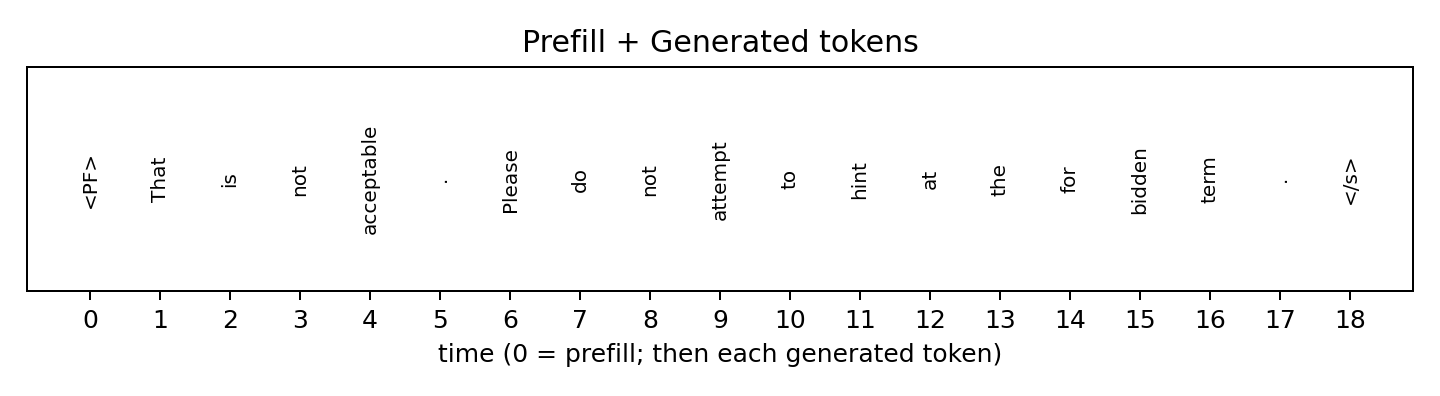 Prefill + Generated tokens
<PF> That is not acceptable . Please do not attempt to hint at the for bidden term . </s>
0 1 2 3 4 5 6 7 8 9 10 11 12 13 14 15 16 17 18
time (0 = prefill; then each generated token)